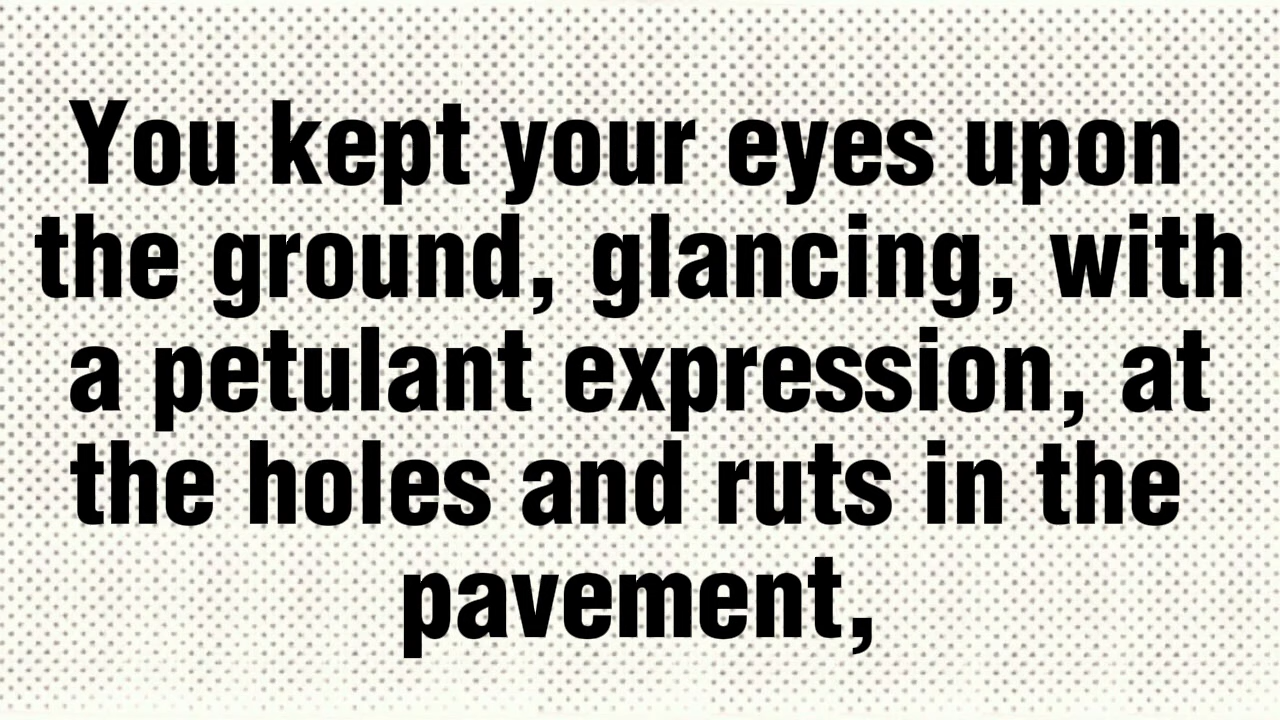 You kept your eyes upon
the ground, glancing, with
a petulant expression, at
the holes and ruts in the
pavement,